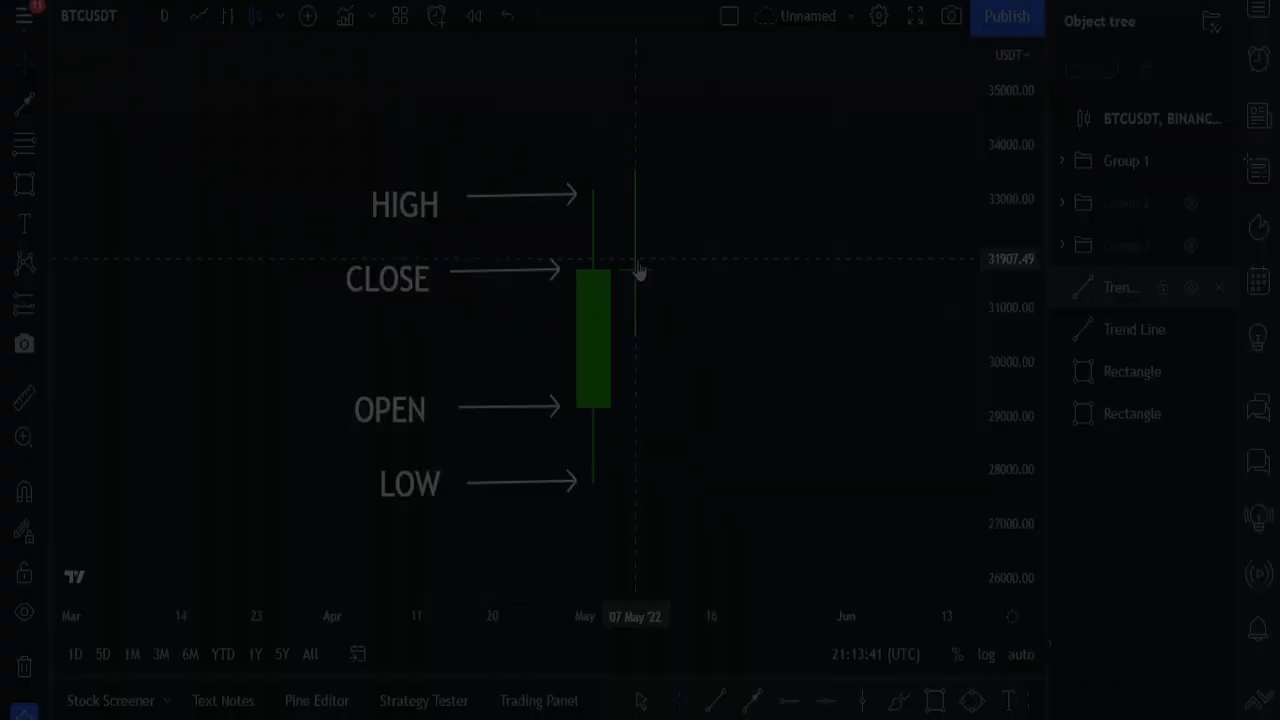 11
BTCUSDT D Unnamed Publish Object tree
USDT
35000.00
BTCUSDT, BINANC...
34000.00
Group 1
33000.00
HIGH
Group 2
CLOSE
31907.49
Tren...
31000.00
Trend Line
30000.00
Rectangle
OPEN
29000.00
Rectangle
LOW
28000.00
27000.00
26000.00
Mar 14 23 Apr 11 20 May 07 May '22 16 Jun 13
1D 5D 1M 3M 6M YTD 1Y 5Y All 21:13:41 (UTC) % log auto
Stock Screener Text Notes Pine Editor Strategy Tester Trading Panel